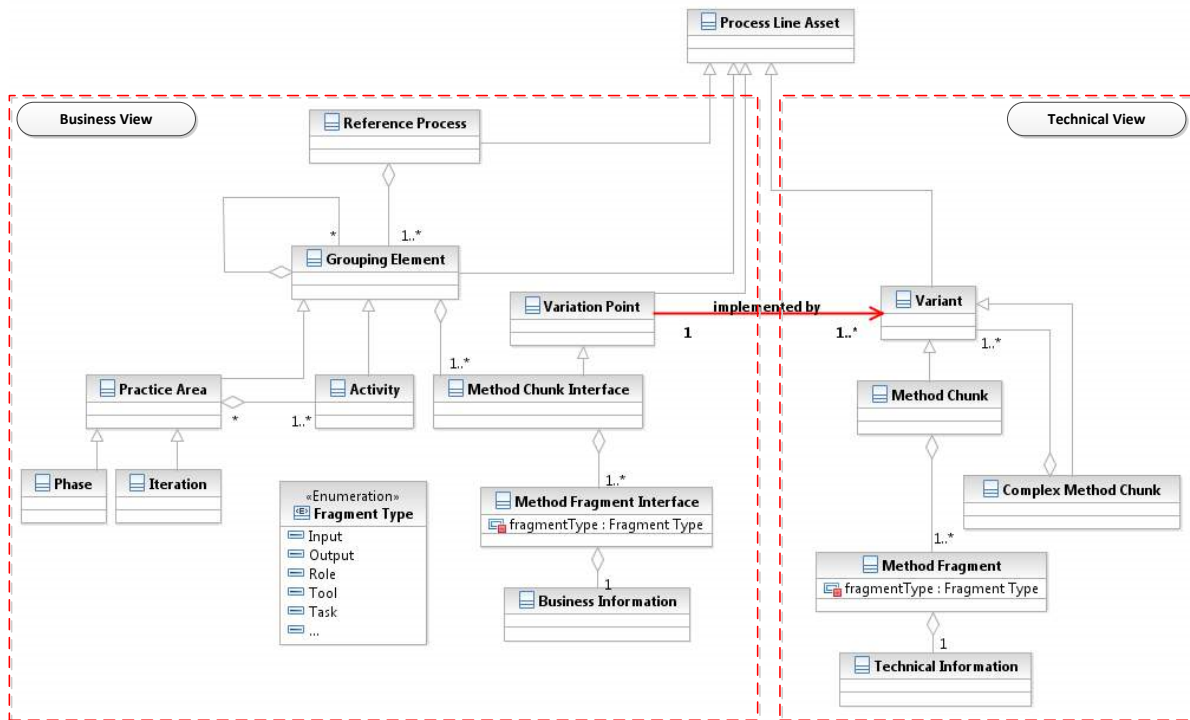 Process Line Asset
Business View
Technical View
Reference Process
*
1..*
Grouping Element
Variation Point
implemented by
1
1..*
Variant
1..*
1..*
Practice Area
Activity
Method Chunk Interface
Method Chunk
*
1..*
Phase
Iteration
1..*
Complex Method Chunk
«Enumeration»
Fragment Type
Input
Output
Role
Tool
Task
...
Method Fragment Interface
fragmentType : Fragment Type
1
Business Information
1..*
Method Fragment
fragmentType : Fragment Type
1
Technical Information